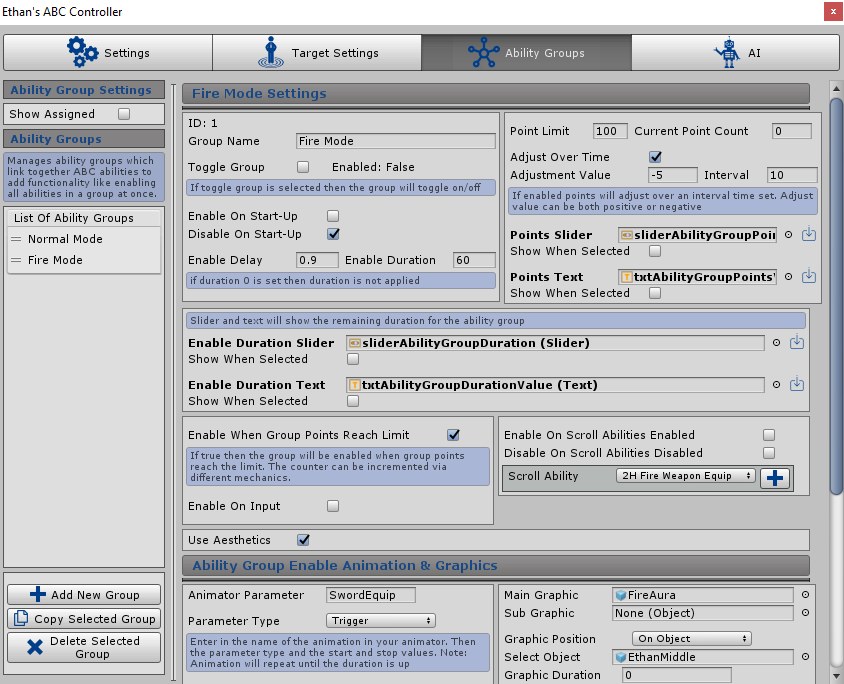 Ethan's ABC Controller
x
Settings
Target Settings
Ability Groups
AI
Ability Group Settings
Show Assigned
Ability Groups
Manages ability groups which
link together ABC abilities to
add functionality like enabling
all abilities in a group at once.
List Of Ability Groups
Normal Mode
Fire Mode
Add New Group
Copy Selected Group
Delete Selected
Group
Fire Mode Settings
ID: 1
Group Name Fire Mode
Toggle Group Enabled: False
If toggle group is selected then the group will toggle on/off
Enable On Start-Up
Disable On Start-Up
Enable Delay 0.9 Enable Duration 60
if duration 0 is set then duration is not applied
Point Limit 100 Current Point Count 0
Adjust Over Time
Adjustment Value -5 Interval 10
If enabled points will adjust over an interval time set. Adjust
value can be both positive or negative
Points Slider sliderAbilityGroupPoin
Show When Selected
Points Text txtAbilityGroupPoints
Show When Selected
Slider and text will show the remaining duration for the ability group
Enable Duration Slider sliderAbilityGroupDuration (Slider)
Show When Selected
Enable Duration Text txtAbilityGroupDurationValue (Text)
Show When Selected
Enable When Group Points Reach Limit
If true then the group will be enabled when group points
reach the limit. The counter can be incremented via
different mechanics.
Enable On Input
Enable On Scroll Abilities Enabled
Disable On Scroll Abilities Disabled
Scroll Ability 2H Fire Weapon Equip
Use Aesthetics
Ability Group Enable Animation & Graphics
Animator Parameter SwordEquip
Parameter Type Trigger
Enter in the name of the animation in your animator. Then
the parameter type and the start and stop values. Note:
Animation will repeat until the duration is up
Main Graphic FireAura
Sub Graphic None (Object)
Graphic Position On Object
Select Object EthanMiddle
Graphic Duration 0